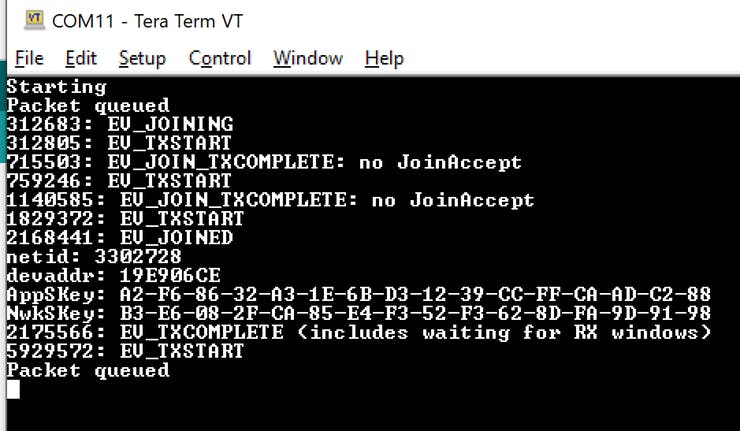 VT
COM11 - Tera Term VT
File Edit Setup Control Window Help
Starting
Packet queued
312683: EV_JOINING
312805: EV_TXSTART
715503: EV_JOIN_TXCOMPLETE: no JoinAccept
759246: EV_TXSTART
1140585: EV_JOIN_TXCOMPLETE: no JoinAccept
1829372: EV_TXSTART
2168441: EV_JOINED
netid: 3302728
devaddr: 19E906CE
AppSKey: A2-F6-86-32-A3-1E-6B-D3-12-39-CC-FF-CA-AD-C2-88
NwkSKey: B3-E6-08-2F-CA-85-E4-F3-52-F3-62-8D-FA-9D-91-98
2175566: EV_TXCOMPLETE (includes waiting for RX windows)
5929572: EV_TXSTART
Packet queued